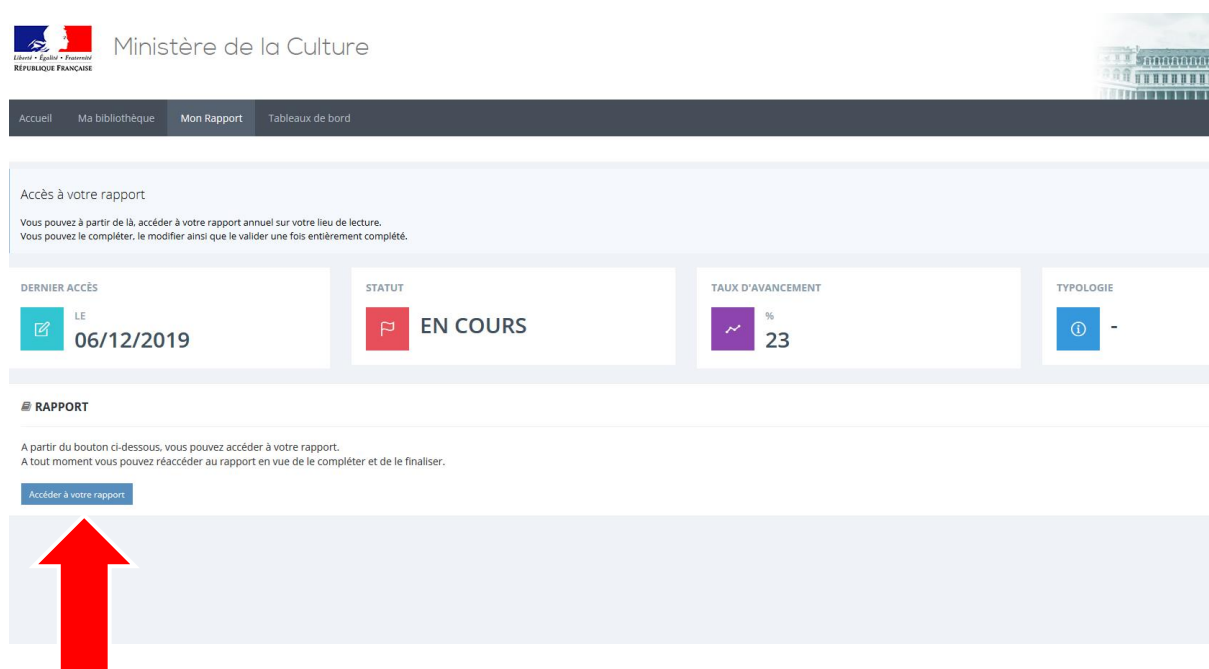 Liberté • Égalité • Fraternité
RÉPUBLIQUE FRANÇAISE
Ministère de la Culture
Accueil Ma bibliothèque Mon Rapport Tableaux de bord
Accès à votre rapport
Vous pouvez à partir de là, accéder à votre rapport annuel sur votre lieu de lecture.
Vous pouvez le compléter, le modifier ainsi que le valider une fois entièrement complété.
DERNIER ACCÈS
LE
06/12/2019
STATUT
EN COURS
TAUX D'AVANCEMENT
%
23
TYPOLOGIE
-
RAPPORT
A partir du bouton ci-dessous, vous pouvez accéder à votre rapport.
A tout moment vous pouvez réaccéder au rapport en vue de le compléter et de le finaliser.
Accéder à votre rapport